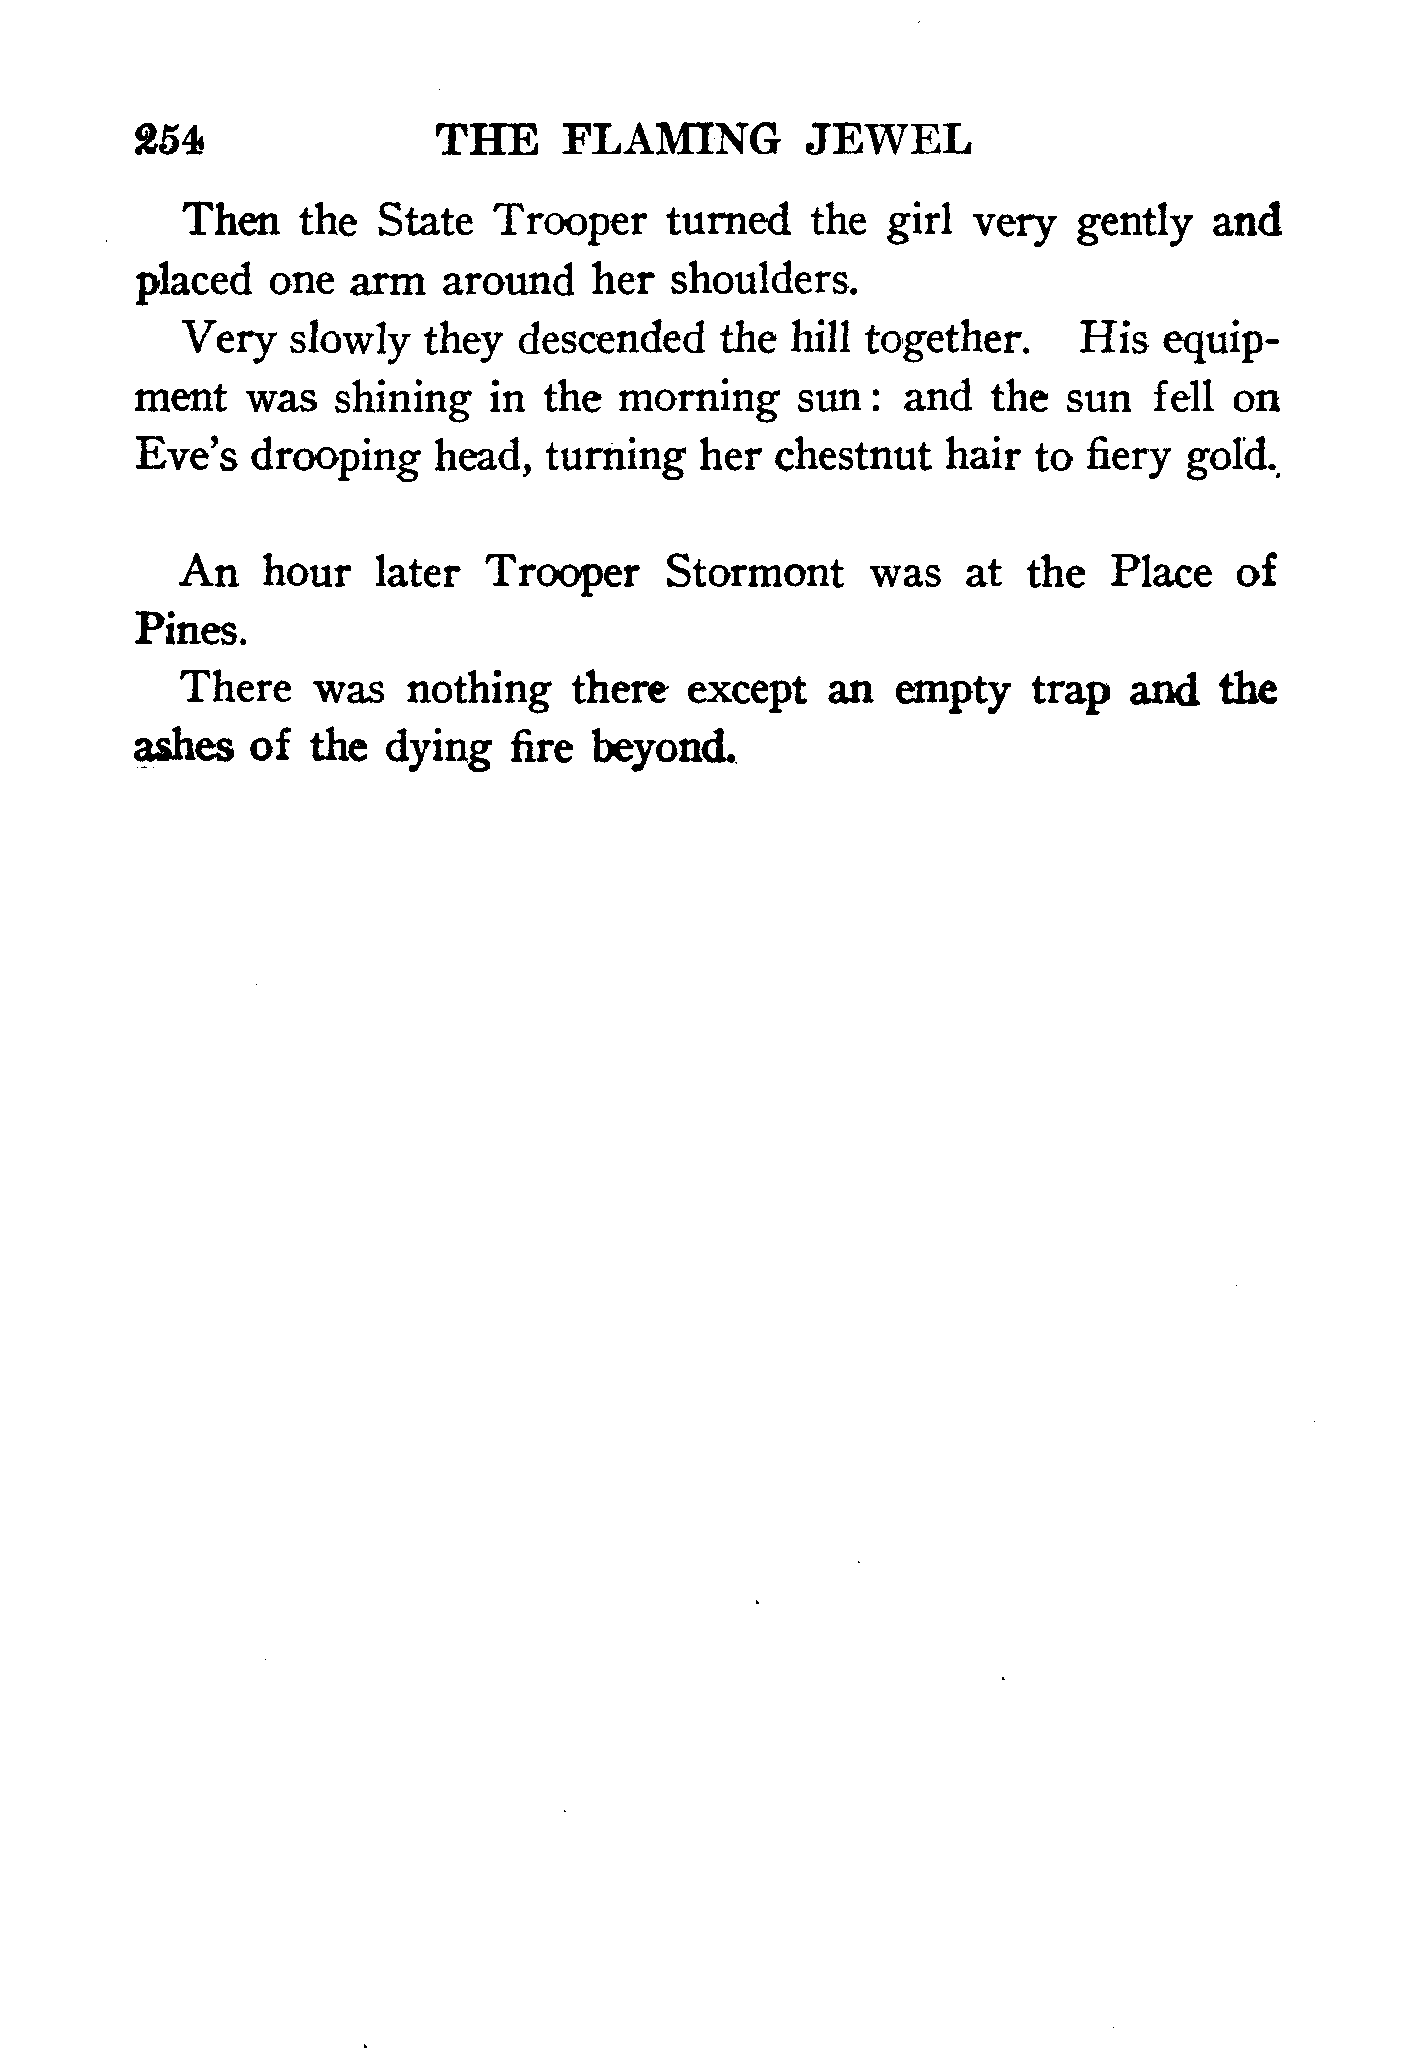 254 THE FLAMING JEWEL
Then the State Trooper turned the girl very gently and
placed one arm around her shoulders.
Very slowly they descended the hill together. His equip-
ment was shining in the morning sun: and the sun fell on
Eve's drooping head, turning her chestnut hair to fiery gold.
An hour later Trooper Stormont was at the Place of
Pines.
There was nothing there except an empty trap and the
ashes of the dying fire beyond.